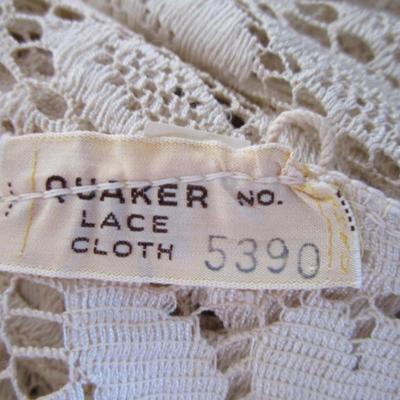 QUAKER NO.
LACE
CLOTH 5390